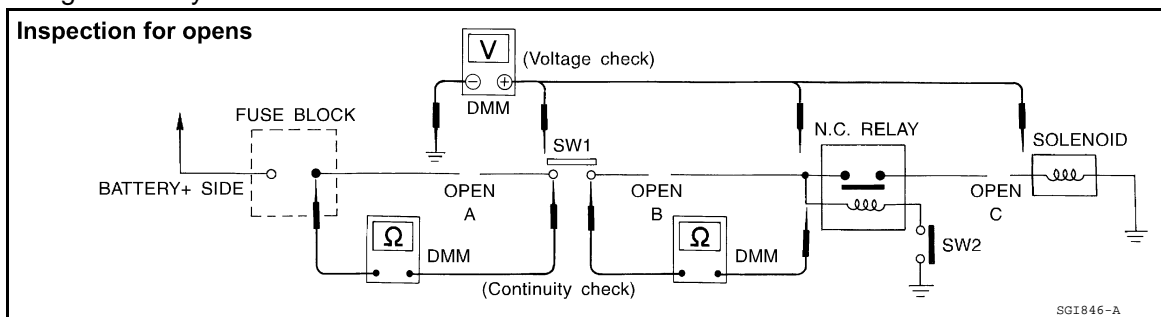 Inspection for opens
V
(Voltage check)
DMM
FUSE BLOCK
N.C. RELAY
SOLENOID
SW1
BATTERY+ SIDE
OPEN
A
OPEN
B
OPEN
C
Ω
DMM
Ω
DMM
SW2
(Continuity check)
SGI846-A